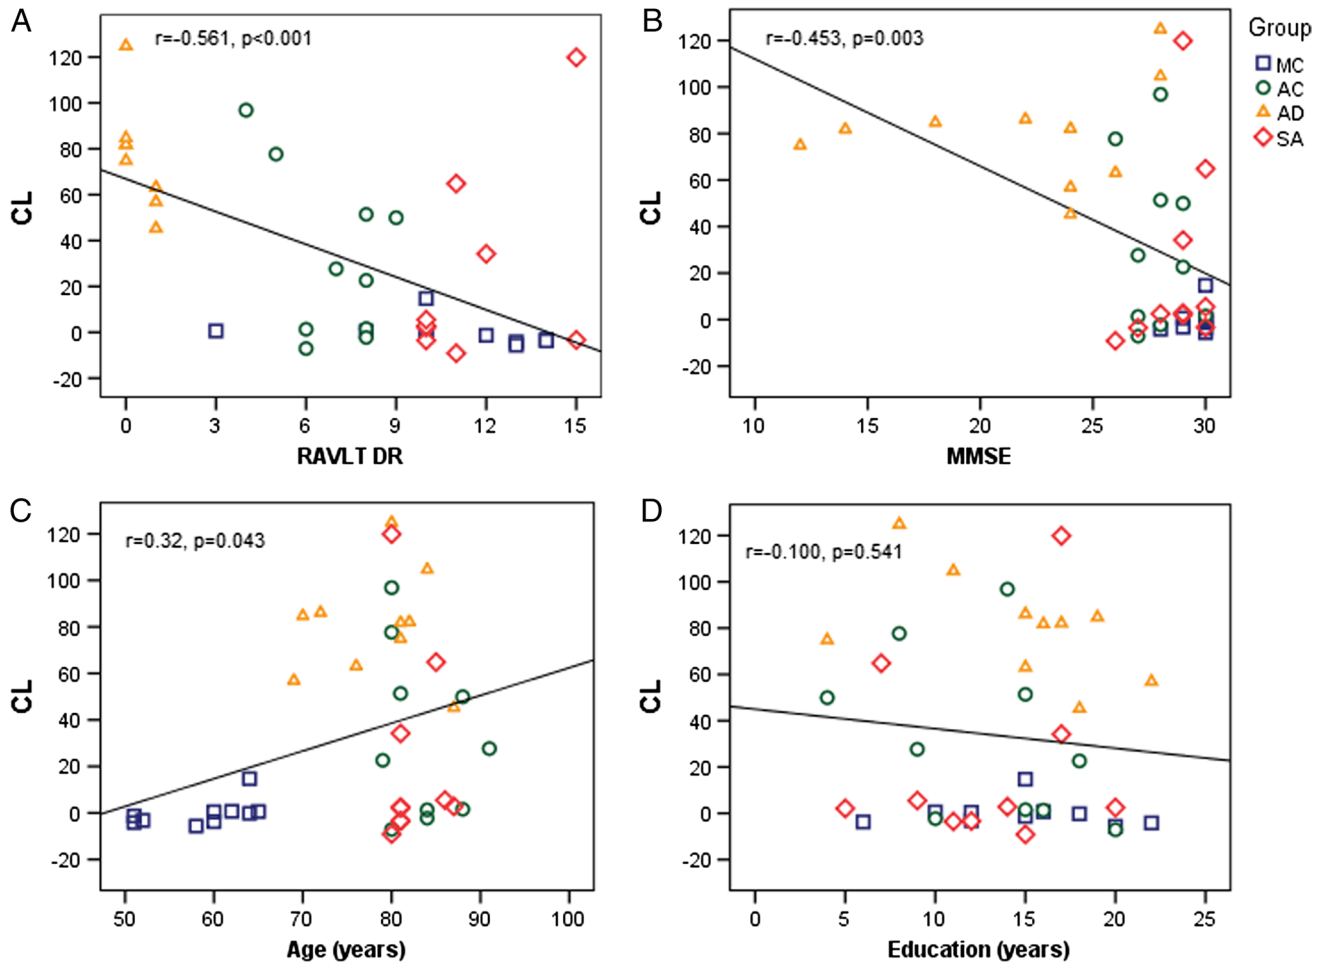 A
r=-0.561, p<0.001
CL
120
100
80
60
40
20
0
-20
0 3 6 9 12 15
RAVLT DR
B
r=-0.453, p=0.003
CL
120
100
80
60
40
20
0
-20
10 15 20 25 30
MMSE
Group
MC
AC
AD
SA
C
r=0.32, p=0.043
CL
120
100
80
60
40
20
0
-20
50 60 70 80 90 100
Age (years)
D
r=-0.100, p=0.541
CL
120
100
80
60
40
20
0
-20
0 5 10 15 20 25
Education (years)